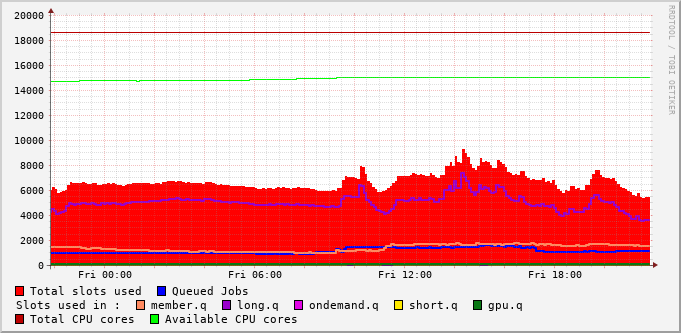 20000
18000
16000
14000
12000
10000
8000
6000
4000
2000
0
Fri 00:00 Fri 06:00 Fri 12:00 Fri 18:00
RRDTOOL / TOBI OETIKER
Total slots used Queued Jobs
Slots used in : member.q long.q ondemand.q short.q gpu.q
Total CPU cores Available CPU cores